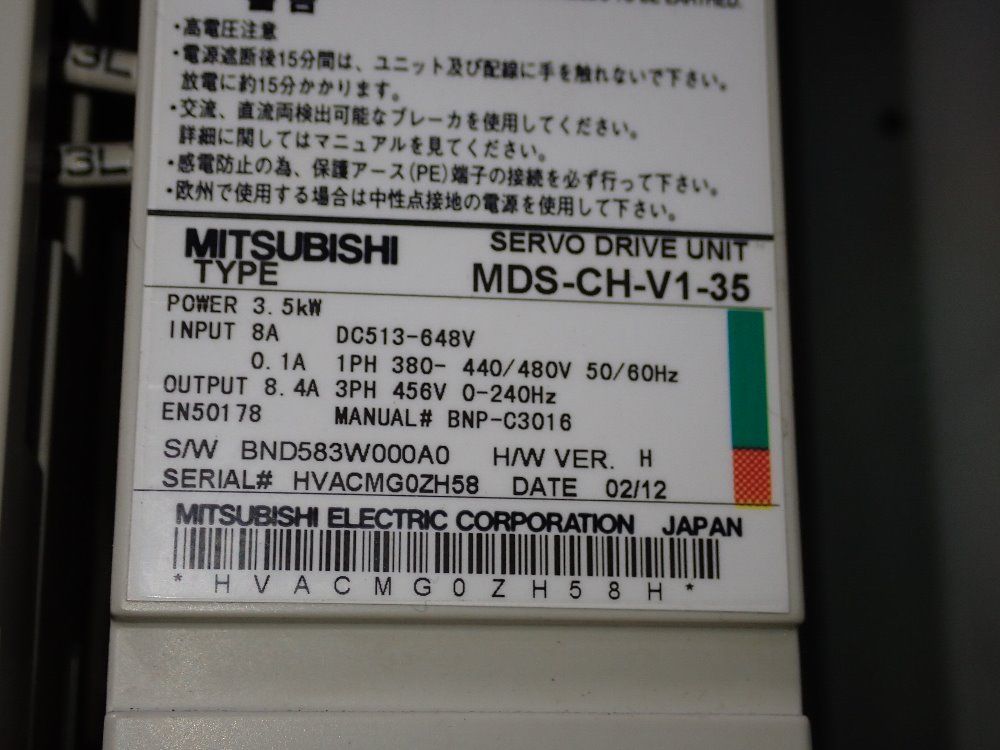 警告
TO BE EARTHED.
・高電圧注意
・電源遮断後15分間は、ユニット及び配線に手を触れないで下さい。
放電に約15分かかります。
・交流、直流両検出可能なブレーカを使用してください。
詳細に関してはマニュアルを見てください。
・感電防止の為、保護アース(PE)端子の接続を必ず行って下さい。
・欧州で使用する場合は中性点接地の電源を使用して下さい。
3L
3L
MITSUBISHI SERVO DRIVE UNIT
TYPE MDS-CH-V1-35
POWER 3.5kW
INPUT 8A DC513-648V
0.1A 1PH 380- 440/480V 50/60Hz
OUTPUT 8.4A 3PH 456V 0-240Hz
EN50178 MANUAL# BNP-C3016
S/W BND583W000A0 H/W VER. H
SERIAL# HVACMG0ZH58 DATE 02/12
MITSUBISHI ELECTRIC CORPORATION JAPAN
*HVACMG0ZH58H*